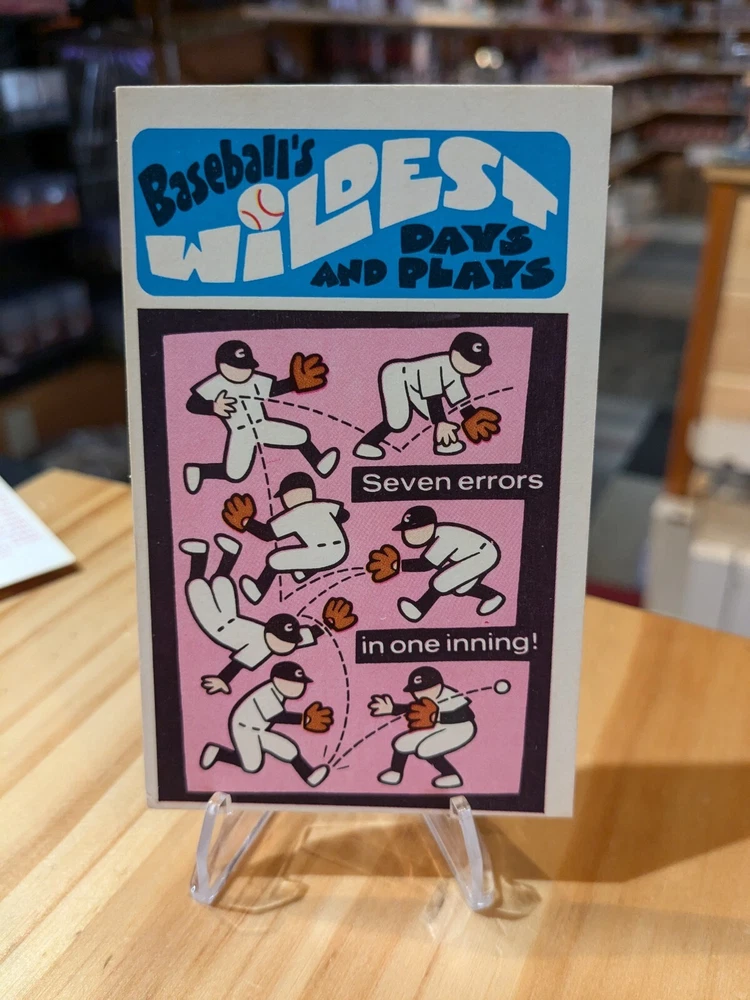 Baseball's
WiLDEST
DAYS
AND PLAYS
C
C
Seven errors
C
C
in one inning!
C
C